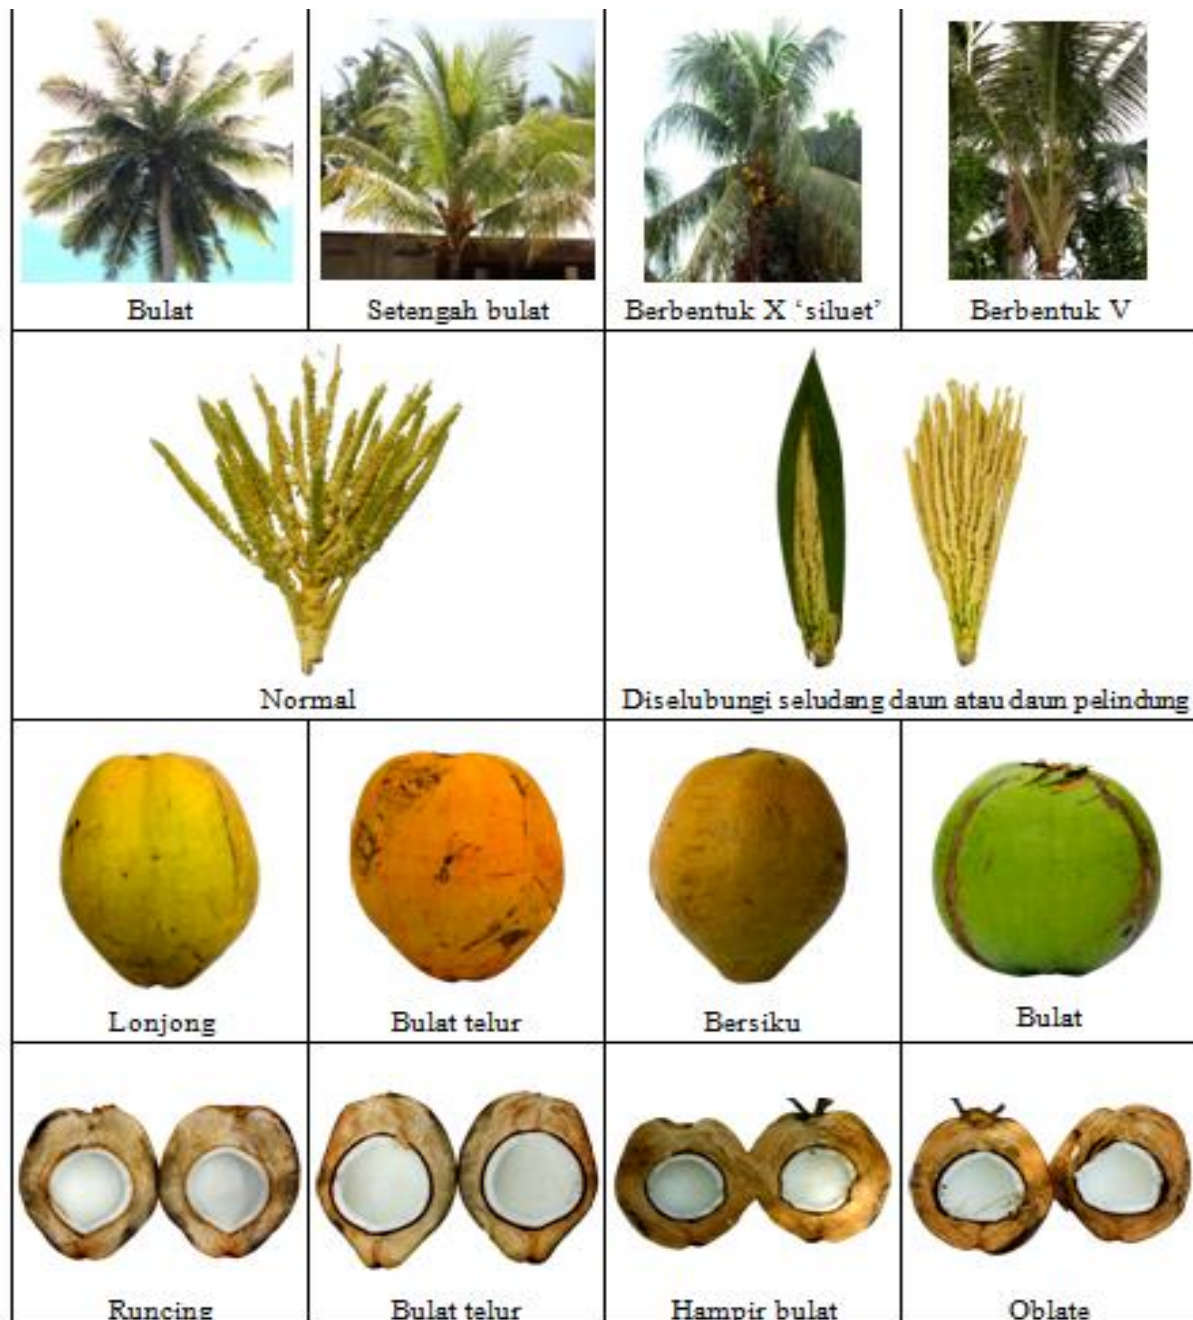 Bulat
Setengah bulat
Berbentuk X ‘siluet’
Berbentuk V
Normal
Diselubungi seludang daun atau daun pelindung
Lonjong
Bulat telur
Bersiku
Bulat
Runcing
Bulat telur
Hampir bulat
Oblate